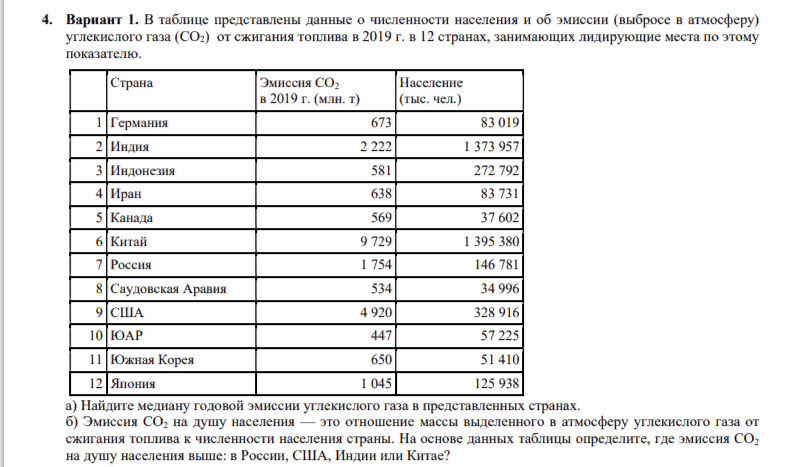 4. Вариант 1. В таблице представлены данные о численности населения и об эмиссии (выбросе в атмосферу)
углекислого газа (CO₂) от сжигания топлива в 2019 г. в 12 странах, занимающих лидирующие места по этому
показателю.
Страна Эмиссия CO₂ Население
в 2019 г. (млн. т) (тыс. чел.)
1 Германия 673 83 019
2 Индия 2 222 1 373 957
3 Индонезия 581 272 792
4 Иран 638 83 731
5 Канада 569 37 602
6 Китай 9 729 1 395 380
7 Россия 1 754 146 781
8 Саудовская Аравия 534 34 996
9 США 4 920 328 916
10 ЮАР 447 57 225
11 Южная Корея 650 51 410
12 Япония 1 045 125 938
а) Найдите медиану годовой эмиссии углекислого газа в представленных странах.
б) Эмиссия CO₂ на душу населения — это отношение массы выделенного в атмосферу углекислого газа от
сжигания топлива к численности населения страны. На основе данных таблицы определите, где эмиссия CO₂
на душу населения выше: в России, США, Индии или Китае?